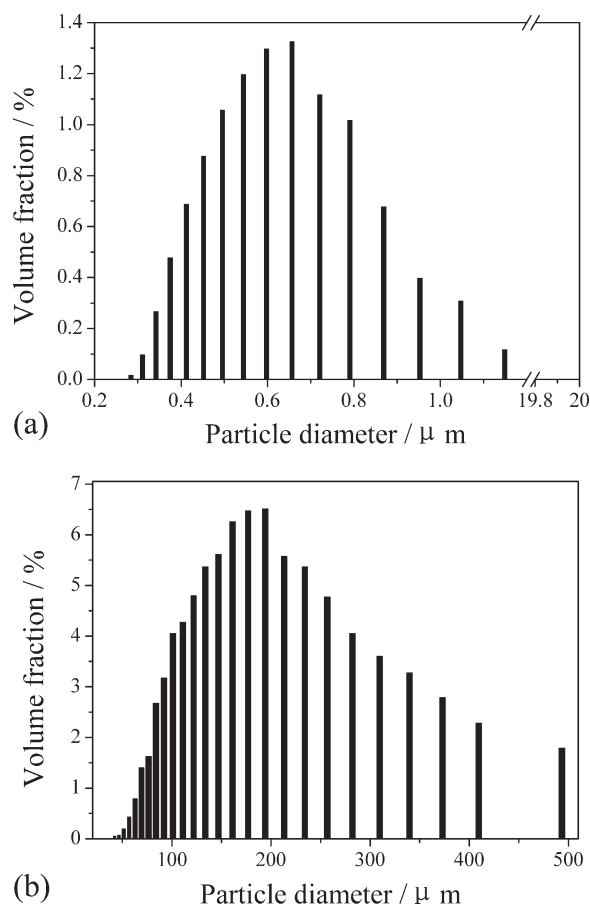 1.4
1.2
1.0
0.8
0.6
0.4
0.2
0.0
Volume fraction / %
0.2 0.4 0.6 0.8 1.0 19.8 20
(a)
Particle diameter / μ m
7
6
5
4
3
2
1
0
Volume fraction / %
100 200 300 400 500
(b)
Particle diameter / μ m